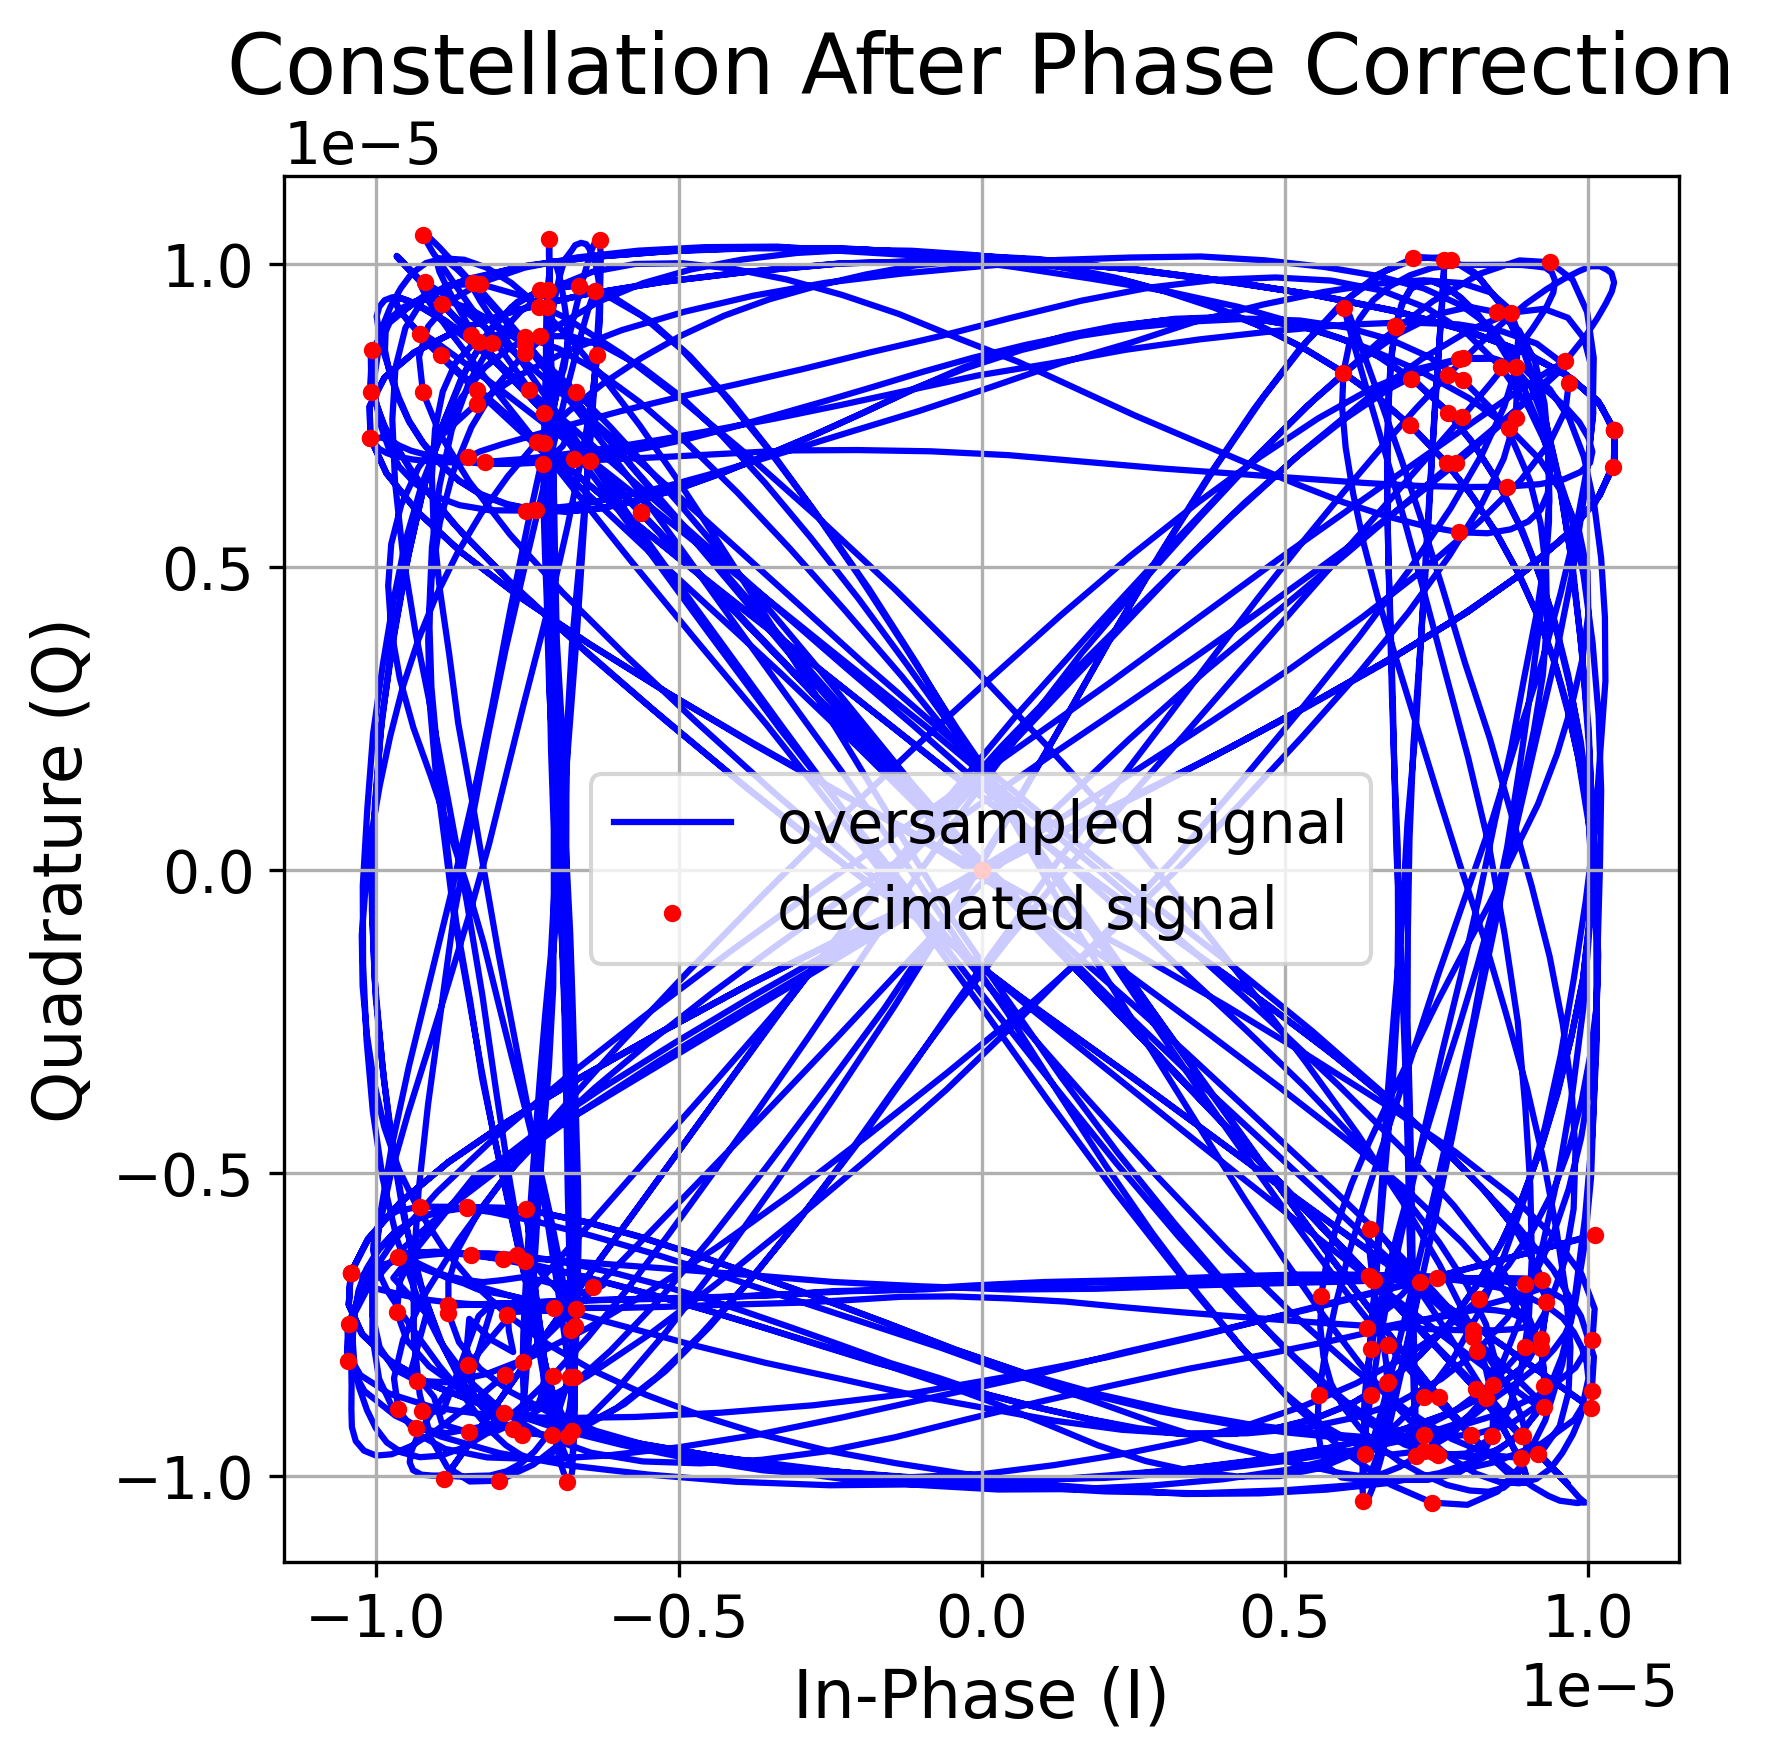 Constellation After Phase Correction
1e−5
1.0
0.5
0.0
−0.5
−1.0
Quadrature (Q)
oversampled signal
decimated signal
−1.0 −0.5 0.0 0.5 1.0
1e−5
In-Phase (I)